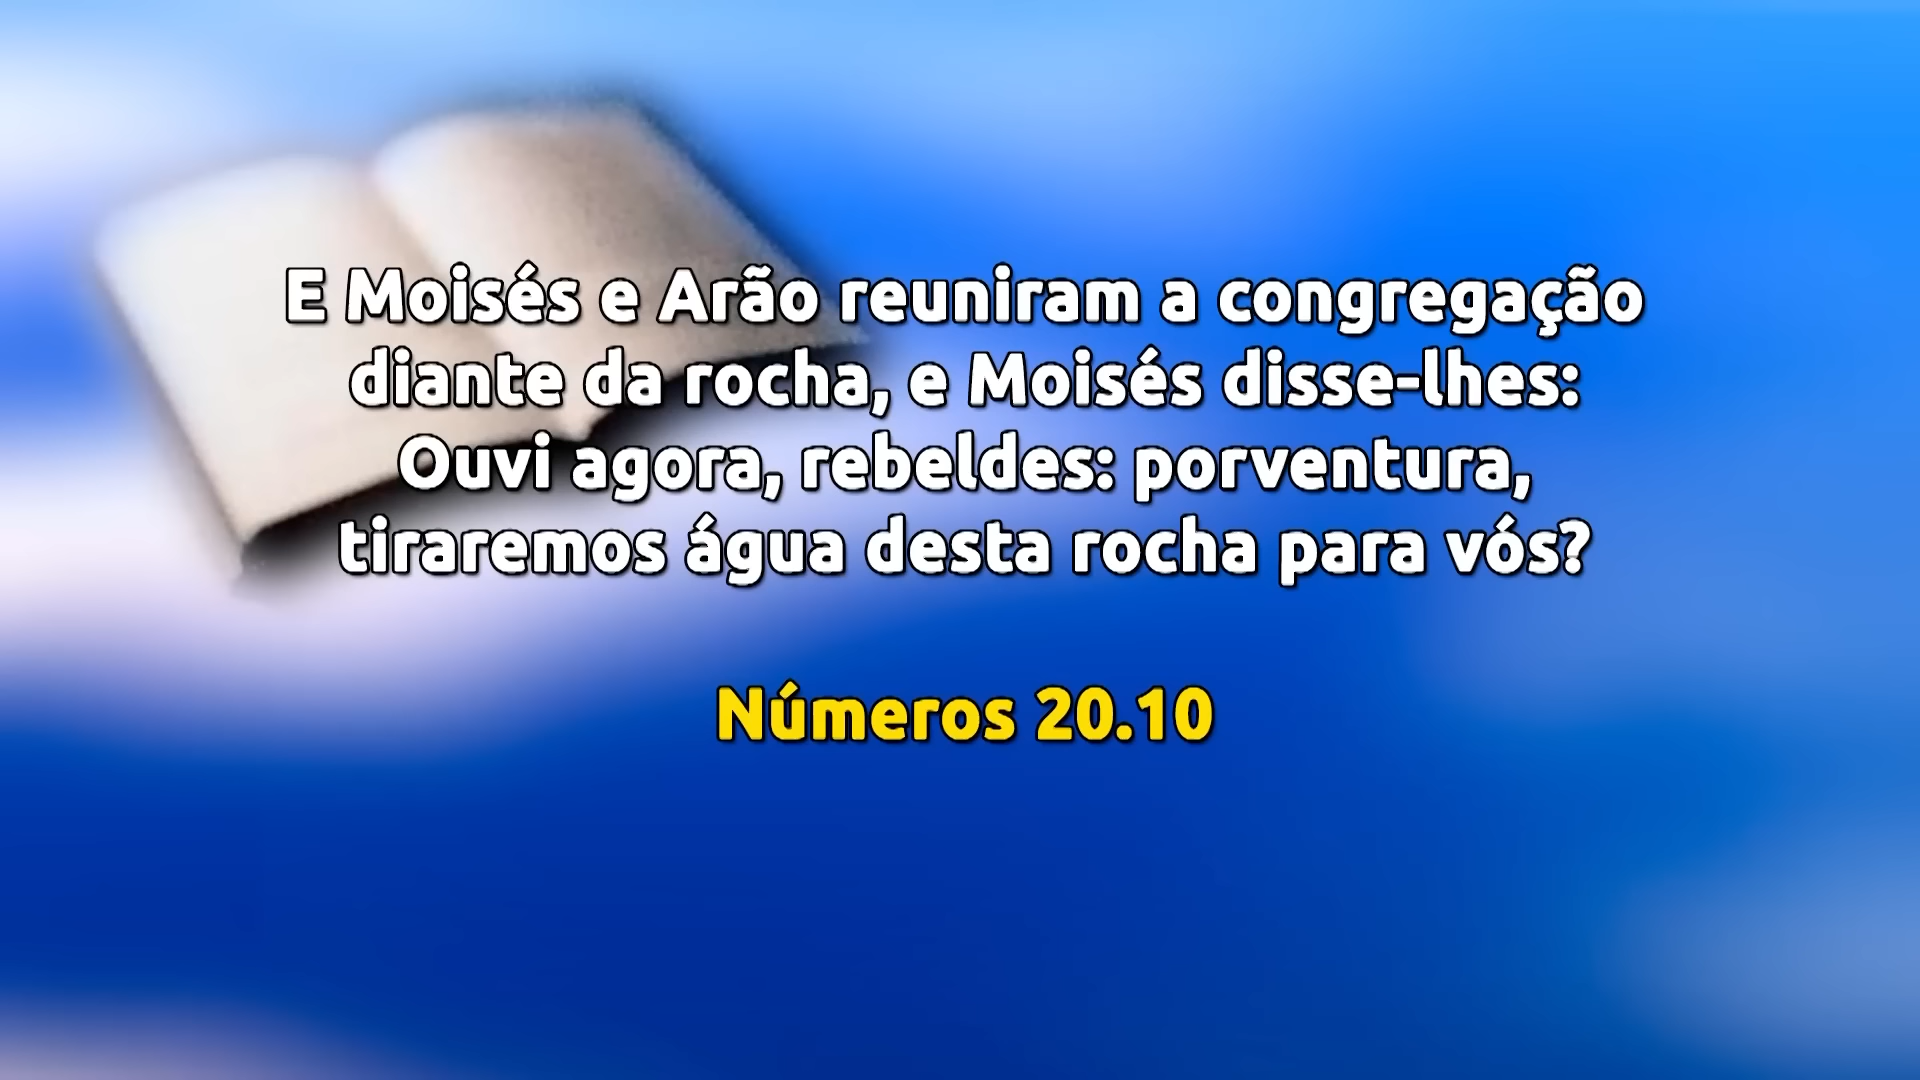 E Moisés e Arão reuniram a congregação
diante da rocha, e Moisés disse-lhes:
Ouvi agora, rebeldes: porventura,
tiraremos água desta rocha para vós?
Números 20.10